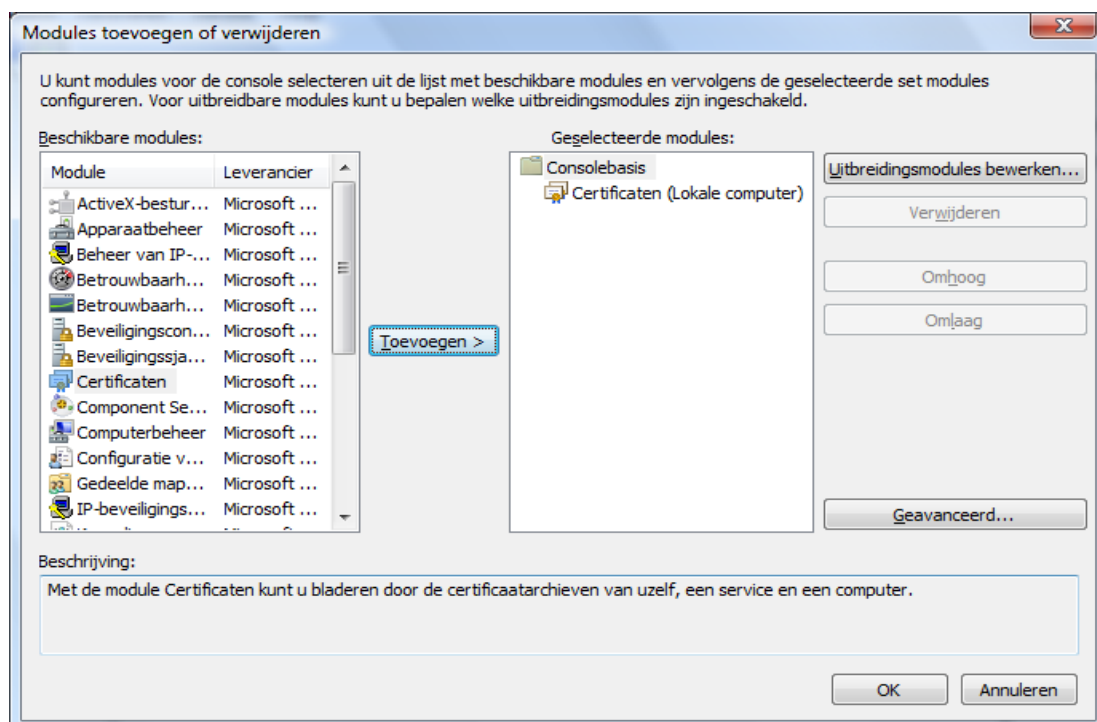 Modules toevoegen of verwijderen
U kunt modules voor de console selecteren uit de lijst met beschikbare modules en vervolgens de geselecteerde set modules
configureren. Voor uitbreidbare modules kunt u bepalen welke uitbreidingsmodules zijn ingeschakeld.
Beschikbare modules:
Module Leverancier
ActiveX-bestur... Microsoft ...
Apparaatbeheer Microsoft ...
Beheer van IP-... Microsoft ...
Betrouwbaarh... Microsoft ...
Betrouwbaarh... Microsoft ...
Beveiligingscon... Microsoft ...
Beveiligingssja... Microsoft ...
Certificaten Microsoft ...
Component Se... Microsoft ...
Computerbeheer Microsoft ...
Configuratie v... Microsoft ...
Gedeelde map... Microsoft ...
IP-beveiligings... Microsoft ...
Toevoegen >
Geselecteerde modules:
Consolebasis
Certificaten (Lokale computer)
Uitbreidingsmodules bewerken...
Verwijderen
Omhoog
Omlaag
Geavanceerd...
Beschrijving:
Met de module Certificaten kunt u bladeren door de certificaatarchieven van uzelf, een service en een computer.
OK Annuleren